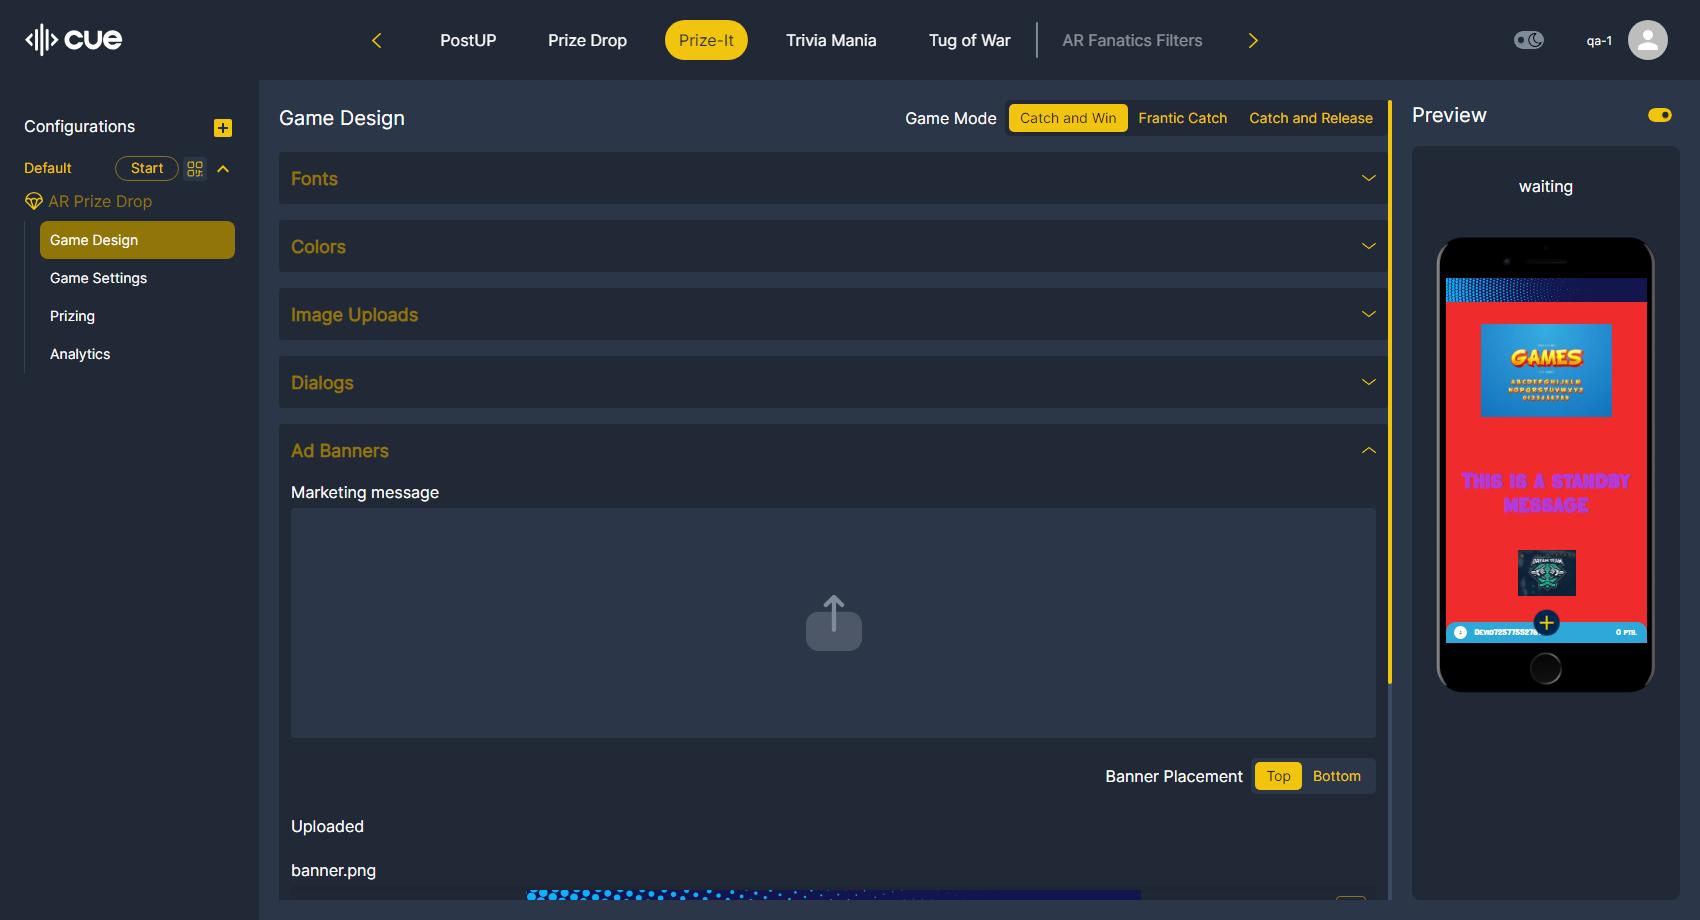 cue
PostUP
Prize Drop
Prize-It
Trivia Mania
Tug of War
AR Fanatics Filters
qa-1
Configurations
Default
Start
AR Prize Drop
Game Design
Game Settings
Prizing
Analytics
Game Design
Game Mode
Catch and Win
Frantic Catch
Catch and Release
Fonts
Colors
Image Uploads
Dialogs
Ad Banners
Marketing message
Banner Placement
Top
Bottom
Uploaded
banner.png
Preview
waiting
GAMES
ABCDEFGHIJKLM
NOPQRSTUVWXYZ
This is a standby
message
0 pts.